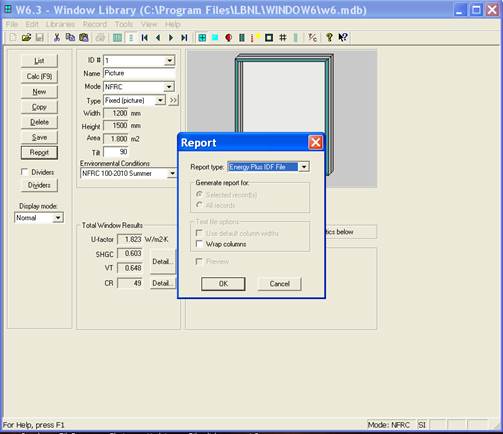 W6.3 - Window Library (C:\Program Files\LBNL\WINDOW6\w6.mdb)
File Edit Libraries Record Tools View Help
List
Calc (F9)
New
Copy
Delete
Save
Report
Dividers
Dividers
Display mode:
Normal
ID # 1
Name Picture
Mode NFRC
Type Fixed (picture) >>
Width 1200 mm
Height 1500 mm
Area 1.800 m2
Tilt 90
Environmental Conditions
NFRC 100-2010 Summer
Total Window Results
U-factor 1.823 W/m2-K
SHGC 0.603
VT 0.648
Detail...
CR 49 Detail...
Report
Report type: Energy Plus IDF File
Generate report for:
Selected record(s)
All records
Text file options
Use default column widths
Wrap columns
Preview
OK Cancel
tics below
For Help, press F1
Mode: NFRC SI